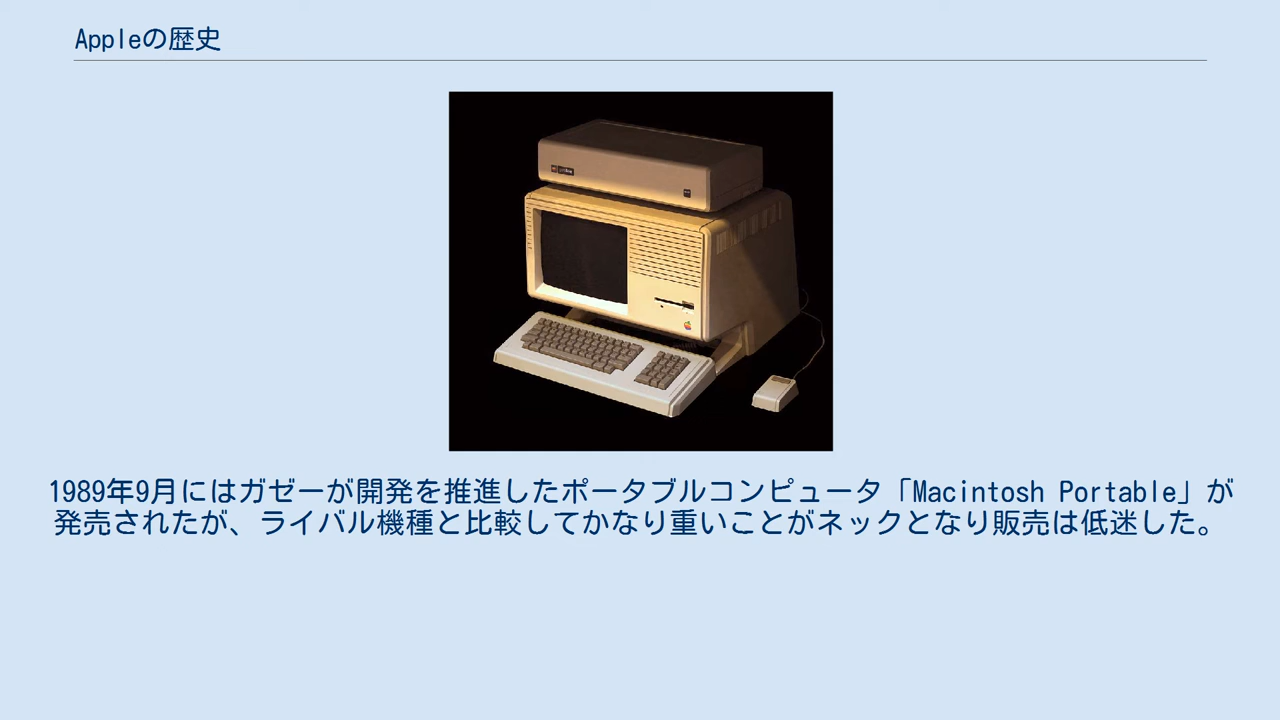 Appleの歴史
1989年9月にはガゼーが開発を推進したポータブルコンピュータ「Macintosh Portable」が
発売されたが、ライバル機種と比較してかなり重いことがネックとなり販売は低迷した。